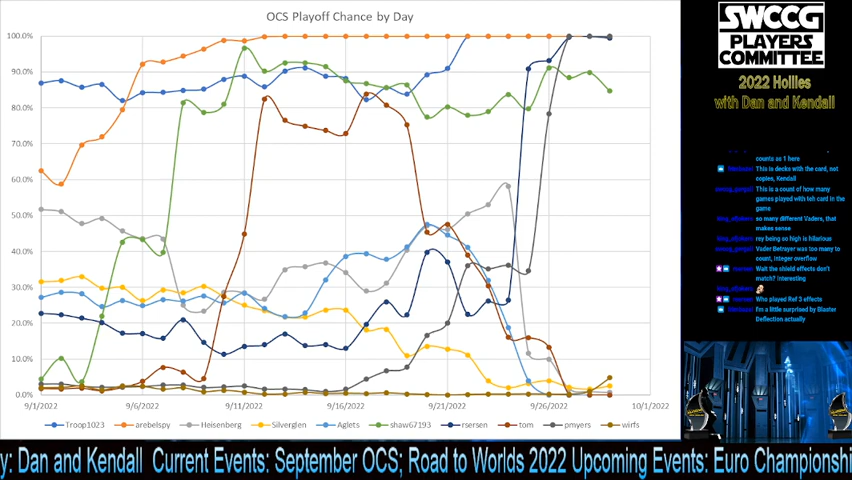 OCS Playoff Chance by Day
100.0%
90.0%
80.0%
70.0%
60.0%
50.0%
40.0%
30.0%
20.0%
10.0%
0.0%
9/1/2022 9/6/2022 9/11/2022 9/16/2022 9/21/2022 9/26/2022 10/1/2022
Troop1023 arebelspy Heisenberg Silverglen Aglets shaw67193 rsersen tom pmyers wirfs
SWCCG
PLAYERS
COMMITTEE
2022 Hollies
with Dan and Kendall
counts as 1 here
This is decks with the card, not
copies, Kendall
This is a count of how many
games played with teh card in the
game
so many different Vaders, that
makes sense
rey being so high is hilarious
Vader Betrayer was too many to
count, integer overflow
Wait the shield effects don't
match? Interesting
Who played Ref 3 effects
I'm a little surprised by Blaster
Deflection actually
y: Dan and Kendall Current Events: September OCS; Road to Worlds 2022 Upcoming Events: Euro Championshi